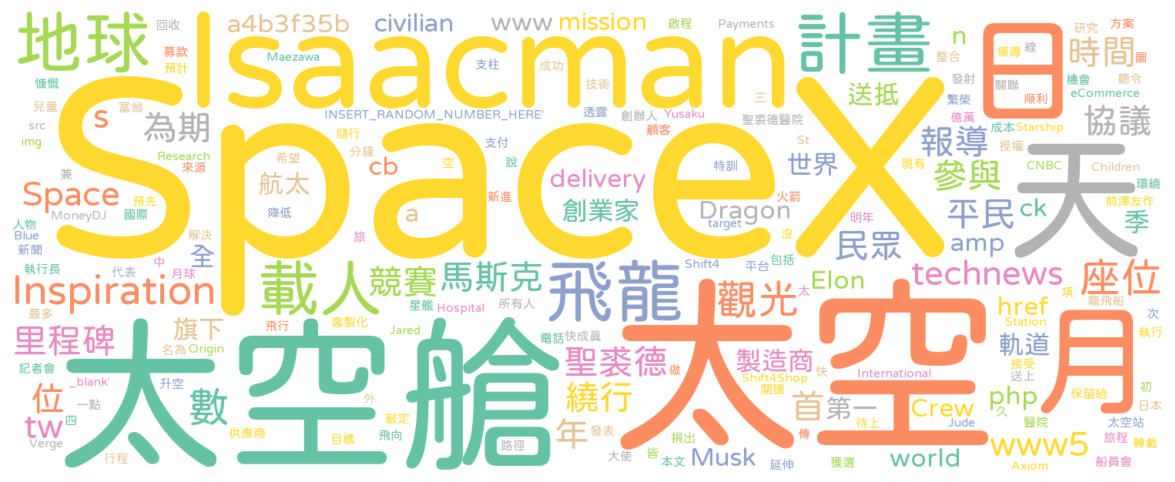 地球
回收
募款
預計
慷慨
兒童
富翁
src
img
s
為期
Research
來源
兼
Space
MoneyDJ
預先
國際
人物
Blue
新聞
解決
中
月球
全
執行長
代表
Inspiration
最多
旗下
名為
Origin
里程碑
記者會
_blank'
升空
位
一點
數
tw
四
Verge
供應商
行程
Isaacman
SpaceX
a4b3f35b
civilian
www
mission
啟程
Payments
Maezawa
支柱
成功
技術
INSERT_RANDOM_NUMBER_HERE'
透露
創辦人
Yusaku
三
聖裘德醫院
顧客
隨行
分鐘
支付
說
希望
cb
空
航太
降低
a
新進
旅
delivery
創業家
特訓
St
世界
火箭
Dragon
target
沒
Shift4
平台
包括
計畫
n
整合
送抵
發射
繁榮
億萬
報導
成本
Starship
授權
參與
現有
明年
平民
民眾
ck
amp
日
領導
線
關聯
順利
時間
研究
方案
圖
機會
聽令
eCommerce
協議
CNBC
Children
環繞
前澤友作
季
天
載人
競賽
馬斯克
星艦
Hospital
所有人
飛行
客製化
Jared
外
敲定
飛向
目標
太空艙
電話
快成真
飛龍
聖裘德
做
繞行
年
發表
路徑
大使
皆
捐出
本文
太空
觀光
太
Elon
製造商
Shift4Shop
快
閱讀
International
首
第一
待上
傳
Musk
延伸
獲選
world
technews
href
Station
座位
項
龍飛船
次
執行
軌道
接受
送上
月
保留給
初
日本
php
久
Crew
Jude
醫院
太空站
www5
旅程
轉載
船員會
Axiom